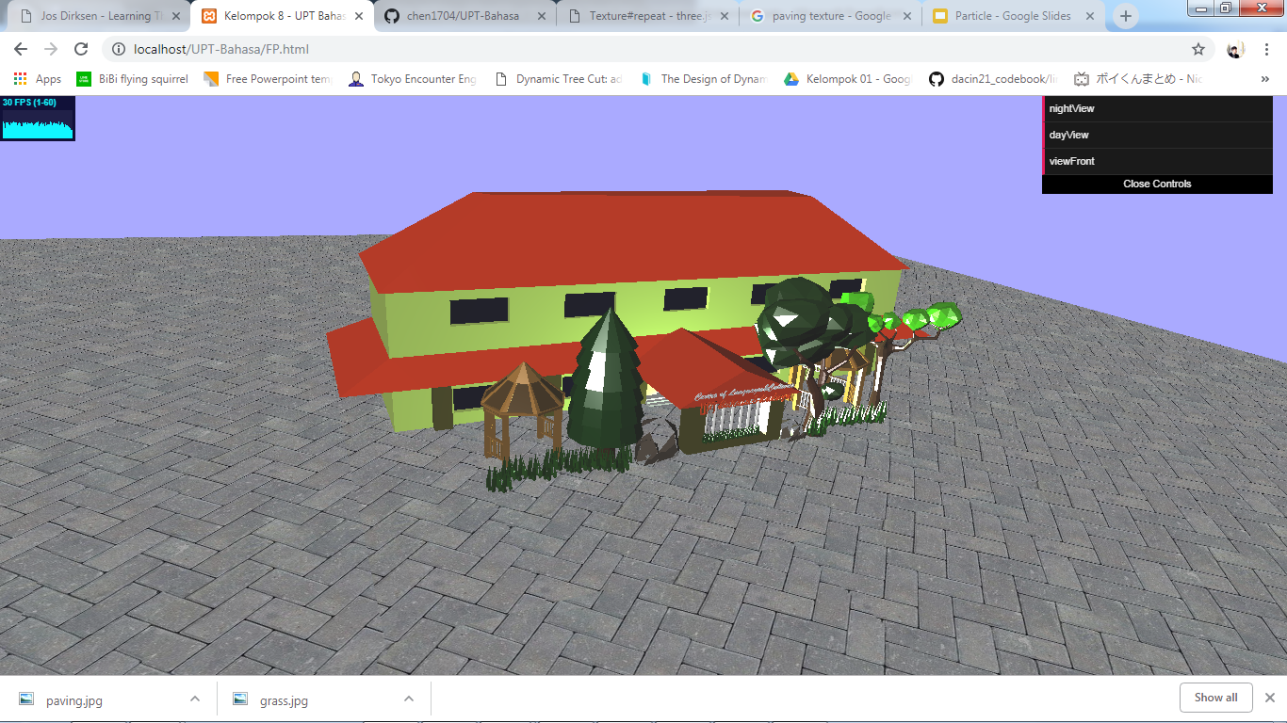 Jos Dirksen - Learning Th
Kelompok 8 - UPT Bahas
chen1704/UPT-Bahasa
Texture#repeat - three.js
paving texture - Google
Particle - Google Slides
localhost/UPT-Bahasa/FP.html
Apps
BiBi flying squirrel
Free Powerpoint tem
Tokyo Encounter Eng
Dynamic Tree Cut: ad
The Design of Dynam
Kelompok 01 - Goog
dacin21_codebook/li
ポイくんまとめ - Nic
»
30 FPS (1-60)
nightView
dayView
viewFront
Close Controls
paving.jpg
grass.jpg
Show all